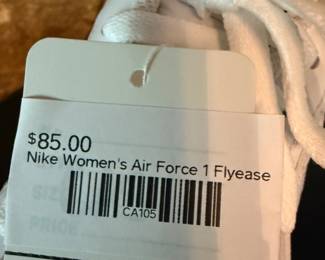 $85.00
Nike Women's Air Force 1 Flyease
CA105